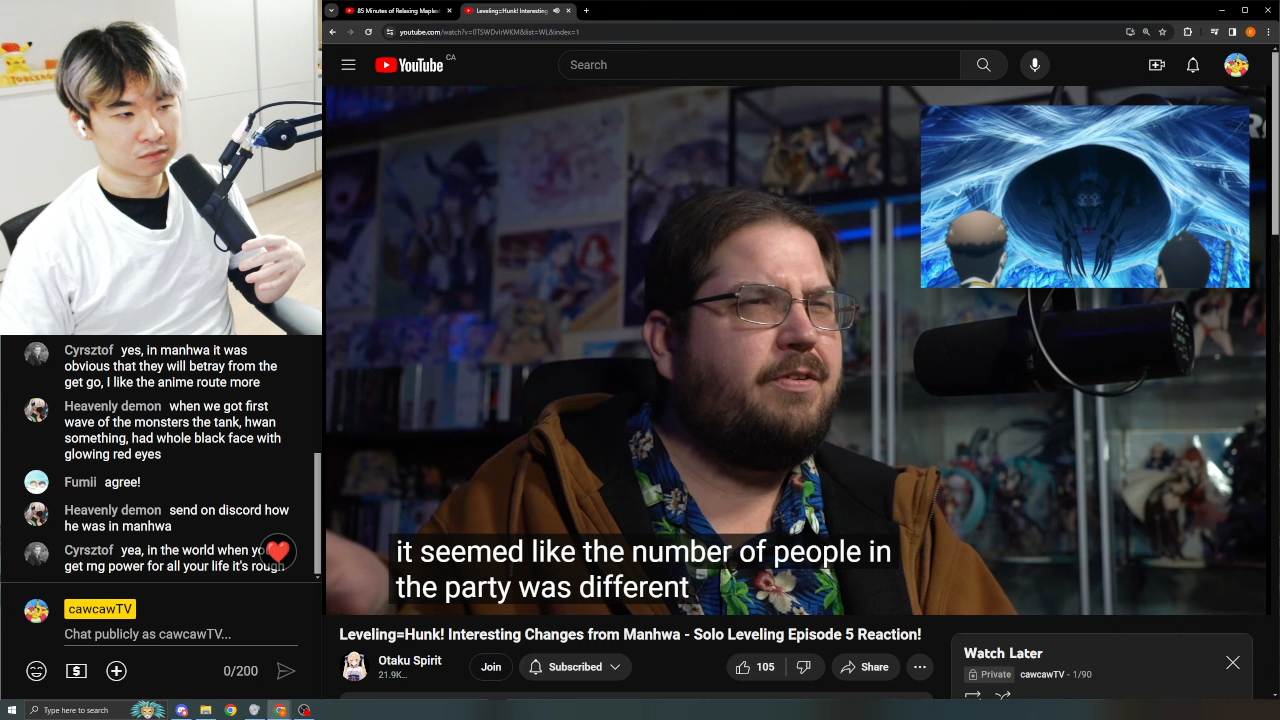 85 Minutes of Relaxing Maples
Leveling=Hunk! Interesting
youtube.com/watch?v=0TSWDvIrWKM&list=WL&index=1
YouTube CA
Search
Cyrsztof yes, in manhwa it was
obvious that they will betray from the
get go, I like the anime route more
Heavenly demon when we got first
wave of the monsters the tank, hwan
something, had whole black face with
glowing red eyes
Fumii agree!
Heavenly demon send on discord how
he was in manhwa
Cyrsztof yea, in the world when yo
get rng power for all your life it's rough
cawcawTV
Chat publicly as cawcawTV...
0/200
it seemed like the number of people in
the party was different
Leveling=Hunk! Interesting Changes from Manhwa - Solo Leveling Episode 5 Reaction!
Otaku Spirit
21.9K...
Join
Subscribed
105
Share
Watch Later
Private cawcawTV - 1/90
Type here to search